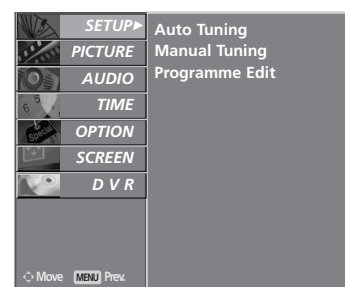 SETUP▶
PICTURE
AUDIO
TIME
OPTION
SCREEN
D V R
Auto Tuning
Manual Tuning
Programme Edit
Move MENU Prev.